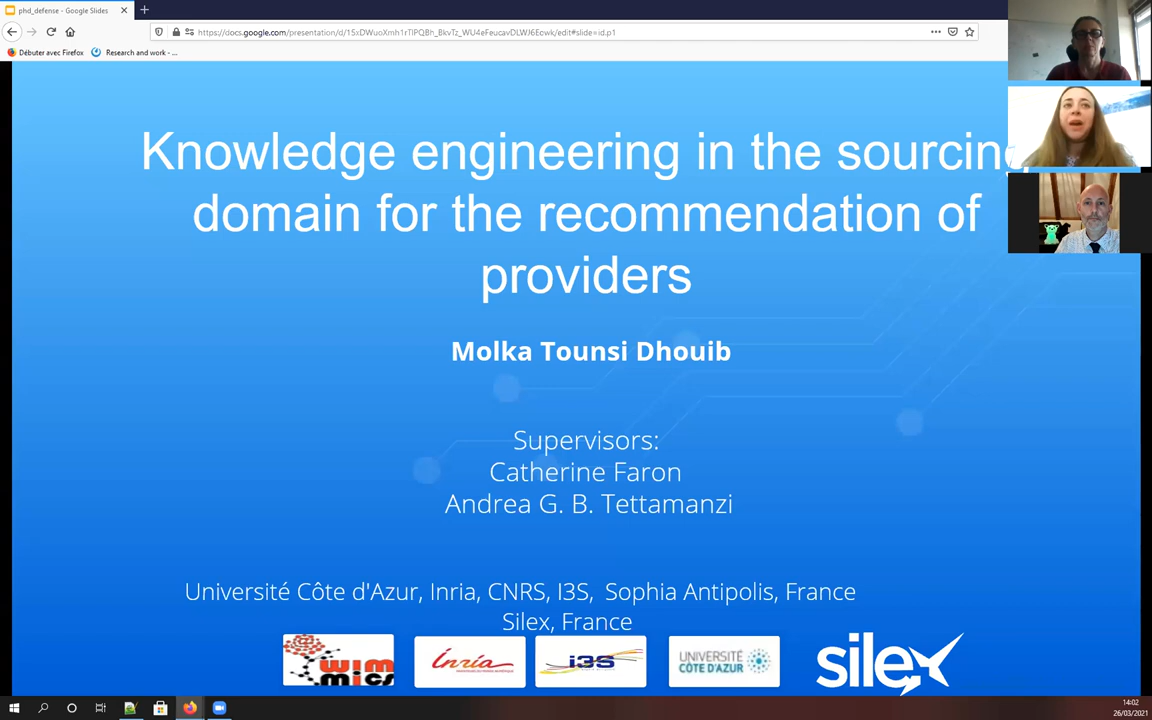 phd_defense - Google Slides
https://docs.google.com/presentation/d/15xDWuoXmh1rTlPQBh_BkvTz_WU4eFeucavDLWJ6Ecwk/edit#slide=id.p1
Débuter avec Firefox
Research and work - ...
Knowledge engineering in the sourcing
domain for the recommendation of
providers
Molka Tounsi Dhouib
Supervisors:
Catherine Faron
Andrea G. B. Tettamanzi
Université Côte d'Azur, Inria, CNRS, I3S, Sophia Antipolis, France
Silex, France
WIM
MICS
Inria
i3S
UNIVERSITÉ
CÔTE D'AZUR
silex
14:02
26/03/2021